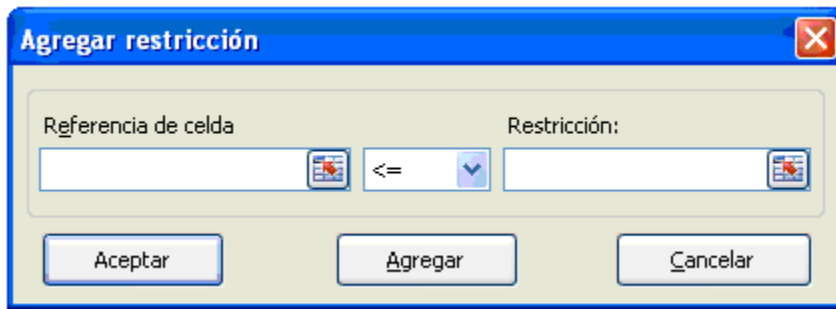 Agregar restricción
Referencia de celda Restricción:
<=
Aceptar Agregar Cancelar